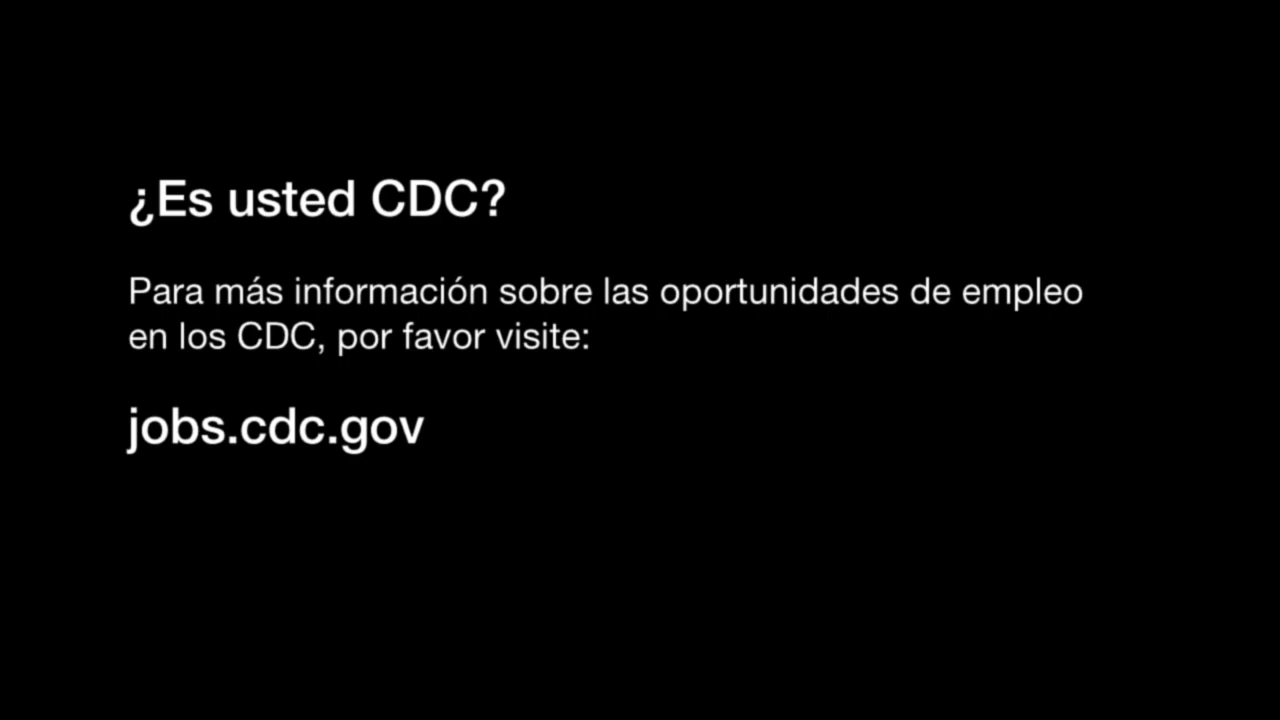 ¿Es usted CDC?
Para más información sobre las oportunidades de empleo
en los CDC, por favor visite:
jobs.cdc.gov